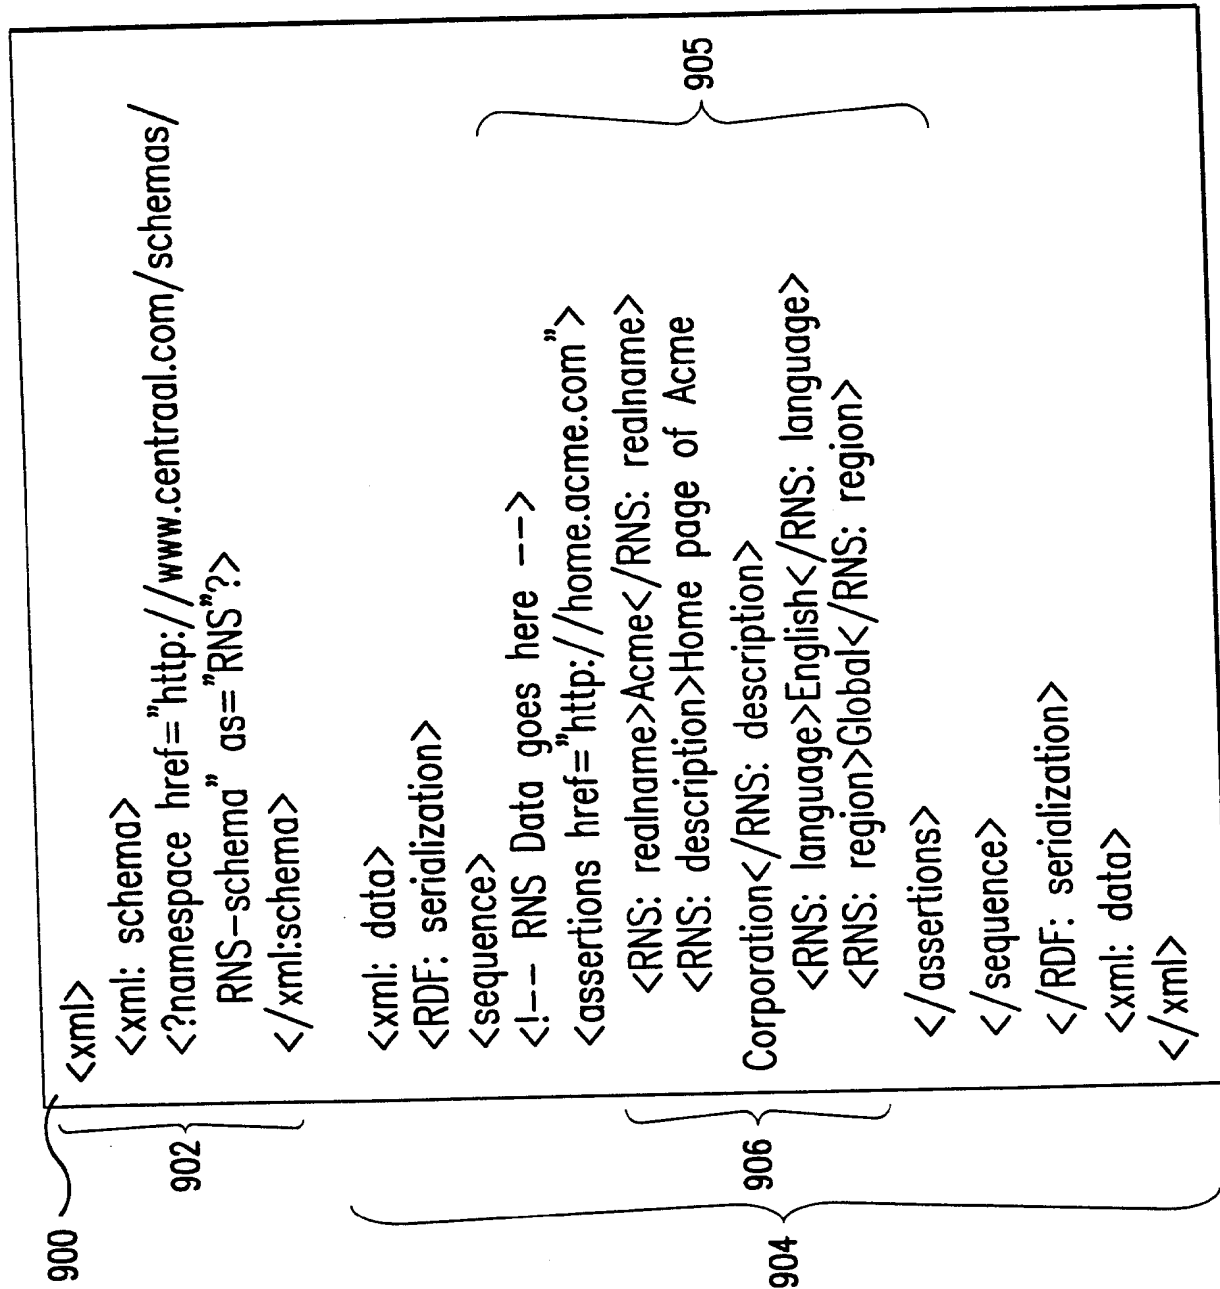 900
<xml>
<xml: schema>
<?namespace href="http://www.centraal.com/schemas/
RNS-schema" as="RNS"?>
</xml:schema>
902
<xml: data>
<RDF: serialization>
<sequence>
<!-- RNS Data goes here -->
<assertions href="http://home.acme.com">
<RNS: realname>Acme</RNS: realname>
<RNS: description>Home page of Acme
Corporation</RNS: description>
<RNS: language>English</RNS: language>
<RNS: region>Global</RNS: region>
</assertions>
</sequence>
</RDF: serialization>
<xml: data>
</xml>
904
906
905